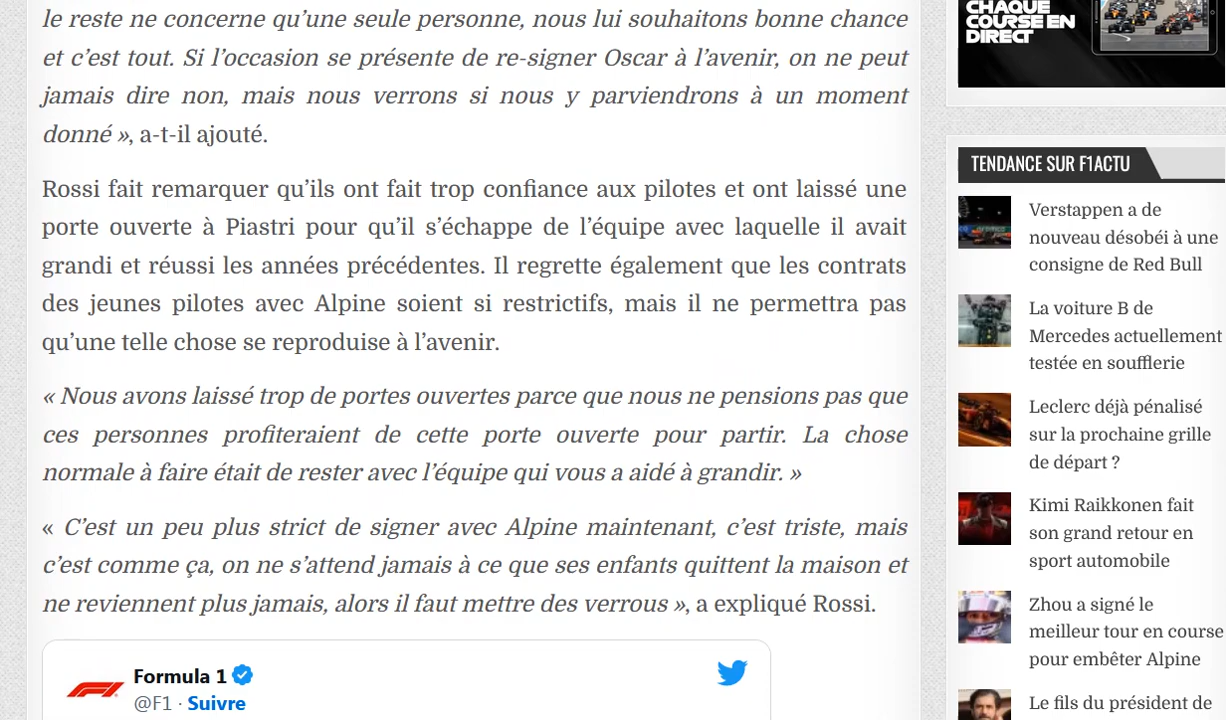 le reste ne concerne qu’une seule personne, nous lui souhaitons bonne chance
et c’est tout. Si l’occasion se présente de re-signer Oscar à l’avenir, on ne peut
jamais dire non, mais nous verrons si nous y parviendrons à un moment
donné », a-t-il ajouté.
Rossi fait remarquer qu’ils ont fait trop confiance aux pilotes et ont laissé une
porte ouverte à Piastri pour qu’il s’échappe de l’équipe avec laquelle il avait
grandi et réussi les années précédentes. Il regrette également que les contrats
des jeunes pilotes avec Alpine soient si restrictifs, mais il ne permettra pas
qu’une telle chose se reproduise à l’avenir.
« Nous avons laissé trop de portes ouvertes parce que nous ne pensions pas que
ces personnes profiteraient de cette porte ouverte pour partir. La chose
normale à faire était de rester avec l’équipe qui vous a aidé à grandir. »
« C’est un peu plus strict de signer avec Alpine maintenant, c’est triste, mais
c’est comme ça, on ne s’attend jamais à ce que ses enfants quittent la maison et
ne reviennent plus jamais, alors il faut mettre des verrous », a expliqué Rossi.
Formula 1
@F1 · Suivre
CHAQUE
COURSE EN
DIRECT
TENDANCE SUR F1ACTU
Verstappen a de
nouveau désobéi à une
consigne de Red Bull
La voiture B de
Mercedes actuellement
testée en soufflerie
Leclerc déjà pénalisé
sur la prochaine grille
de départ ?
Kimi Raikkonen fait
son grand retour en
sport automobile
Zhou a signé le
meilleur tour en course
pour embêter Alpine
Le fils du président de